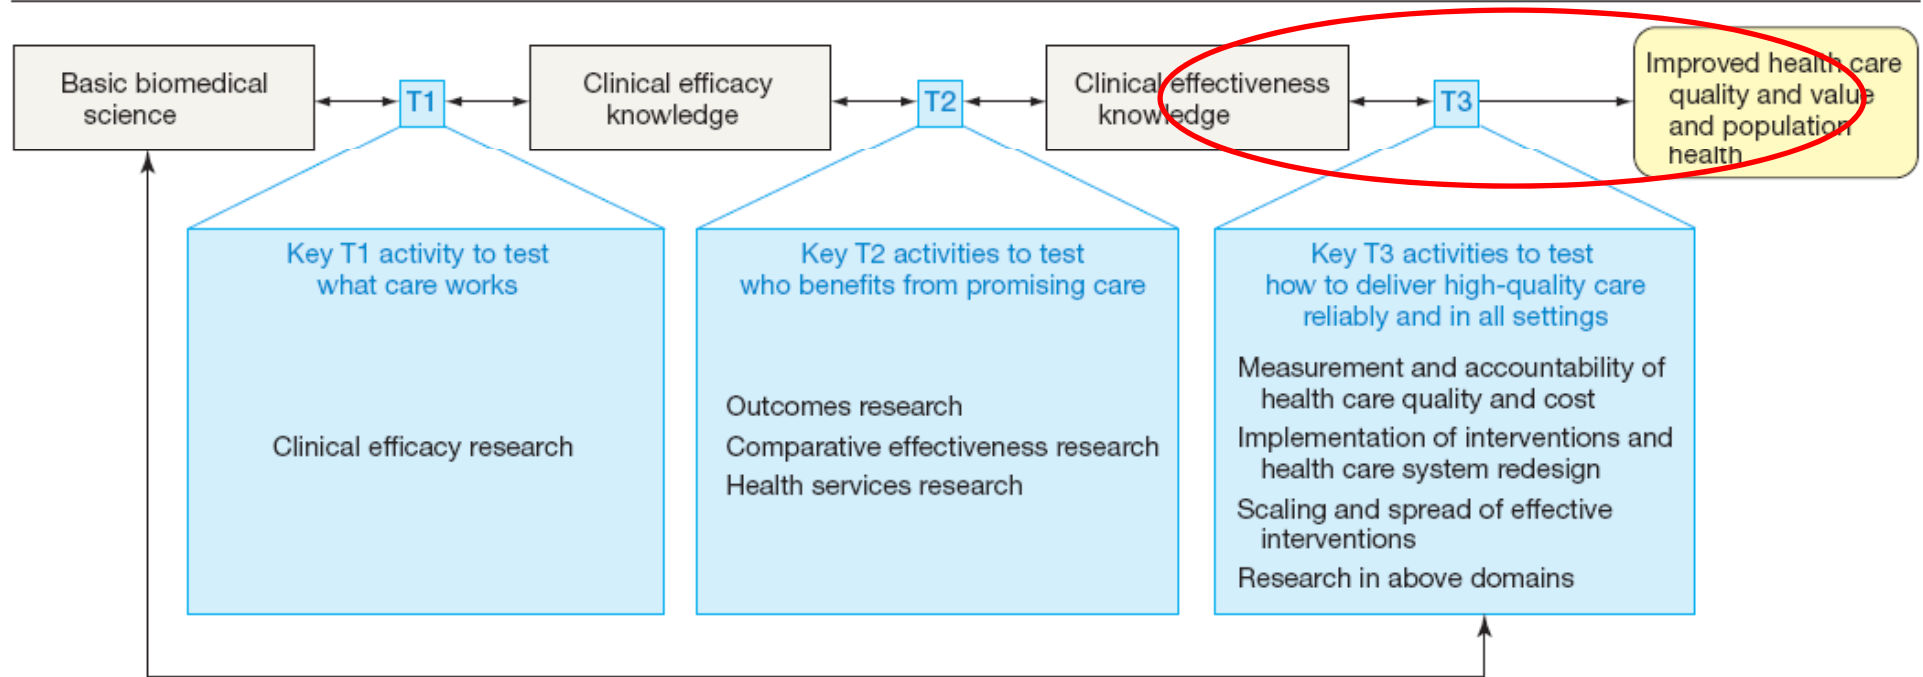 Basic biomedical
science
T1
Clinical efficacy
knowledge
T2
Clinical effectiveness
knowledge
T3
Improved health care
quality and value
and population
health
Key T1 activity to test
what care works
Clinical efficacy research
Key T2 activities to test
who benefits from promising care
Outcomes research
Comparative effectiveness research
Health services research
Key T3 activities to test
how to deliver high-quality care
reliably and in all settings
Measurement and accountability of
health care quality and cost
Implementation of interventions and
health care system redesign
Scaling and spread of effective
interventions
Research in above domains